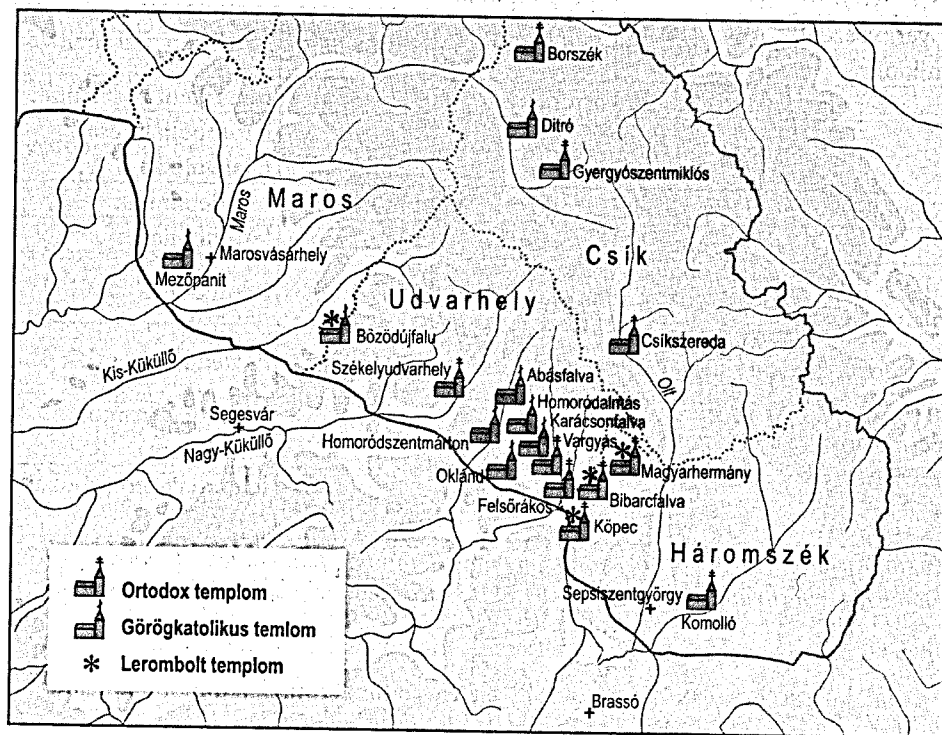 Borszék
Ditró
Gyergyószentmiklós
Maros
Maros
Marosvásárhely
Mezőpanit
Csík
Udvarhely
Bözödújfalu
Csíkszereda
Kis-Küküllő
Székelyudvarhely
Abásfalva
Olt
Homoródalmás
Karácsonfalva
Segesvár
Vargyas
Nagy-Küküllő
Homoródszentmárton
Magyarhermány
Oklánd
Bibarcfalva
Felsőrákos
Köpec
Háromszék
Sepsiszentgyörgy
Komolló
Brassó
Ortodox templom
Görögkatolikus temlom
* Lerombolt templom